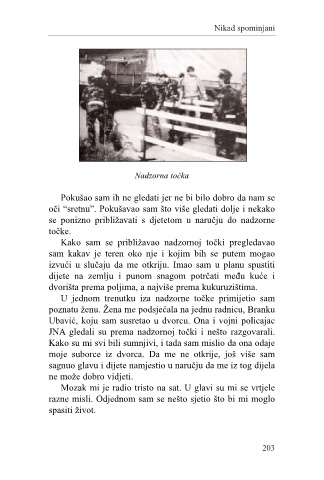 Nikad spominjani
Nadzorna točka
Pokušao sam ih ne gledati jer ne bi bilo dobro da nam se
oči “sretnu”. Pokušavao sam što više gledati dolje i nekako
se ponizno približavati s djetetom u naručju do nadzorne
točke.
Kako sam se približavao nadzornoj točki pregledavao
sam kakav je teren oko nje i kojim bih se putem mogao
izvući u slučaju da me otkriju. Imao sam u planu spustiti
dijete na zemlju i punom snagom potrčati među kuće i
dvorišta prema poljima, a najviše prema kukuruzištima.
U jednom trenutku iza nadzorne točke primijetio sam
poznatu ženu. Žena me podsjećala na jednu radnicu, Branku
Ubavić, koju sam susretao u dvorcu. Ona i vojni policajac
JNA gledali su prema nadzornoj točki i nešto razgovarali.
Kako su mi svi bili sumnjivi, i tada sam mislio da ona odaje
moje suborce iz dvorca. Da me ne otkrije, još više sam
sagnuo glavu i dijete namjestio u naručju da me iz tog dijela
ne može dobro vidjeti.
Mozak mi je radio tristo na sat. U glavi su mi se vrtjele
razne misli. Odjednom sam se nešto sjetio što bi mi moglo
spasiti život.
203